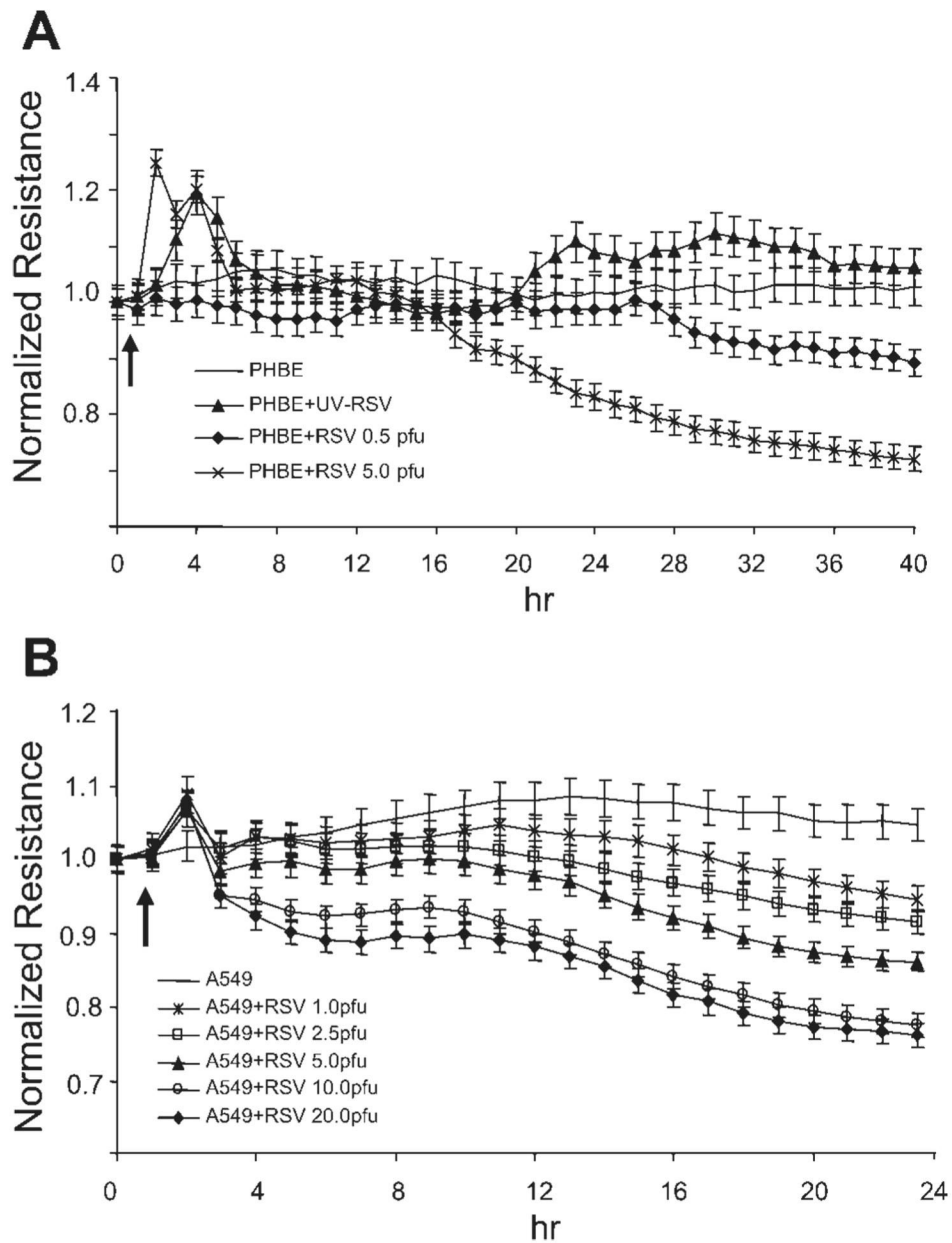 A
Normalized Resistance
1.4
1.2
1.0
0.8
PHBE
PHBE+UV-RSV
PHBE+RSV 0.5 pfu
PHBE+RSV 5.0 pfu
0 4 8 12 16 20 24 28 32 36 40
hr
B
Normalized Resistance
1.2
1.1
1.0
0.9
0.8
0.7
A549
A549+RSV 1.0pfu
A549+RSV 2.5pfu
A549+RSV 5.0pfu
A549+RSV 10.0pfu
A549+RSV 20.0pfu
0 4 8 12 16 20 24
hr